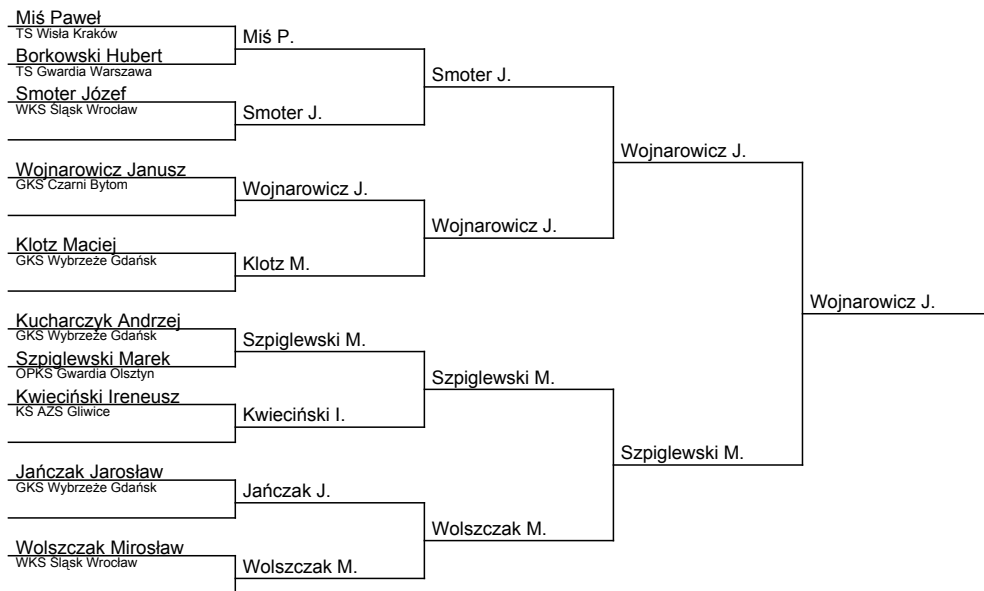 Miś Paweł
TS Wisła Kraków
Miś P.
Borkowski Hubert
TS Gwardia Warszawa
Smoter J.
Smoter Józef
WKS Śląsk Wrocław
Smoter J.
Wojnarowicz J.
Wojnarowicz Janusz
GKS Czarni Bytom
Wojnarowicz J.
Wojnarowicz J.
Klotz Maciej
GKS Wybrzeże Gdańsk
Klotz M.
Wojnarowicz J.
Kucharczyk Andrzej
GKS Wybrzeże Gdańsk
Szpiglewski M.
Szpiglewski Marek
OPKS Gwardia Olsztyn
Szpiglewski M.
Kwieciński Ireneusz
KŚ AZS Gliwice
Kwieciński I.
Szpiglewski M.
Jańczak Jarosław
GKS Wybrzeże Gdańsk
Jańczak J.
Wolszczak M.
Wolszczak Mirosław
WKS Śląsk Wrocław
Wolszczak M.